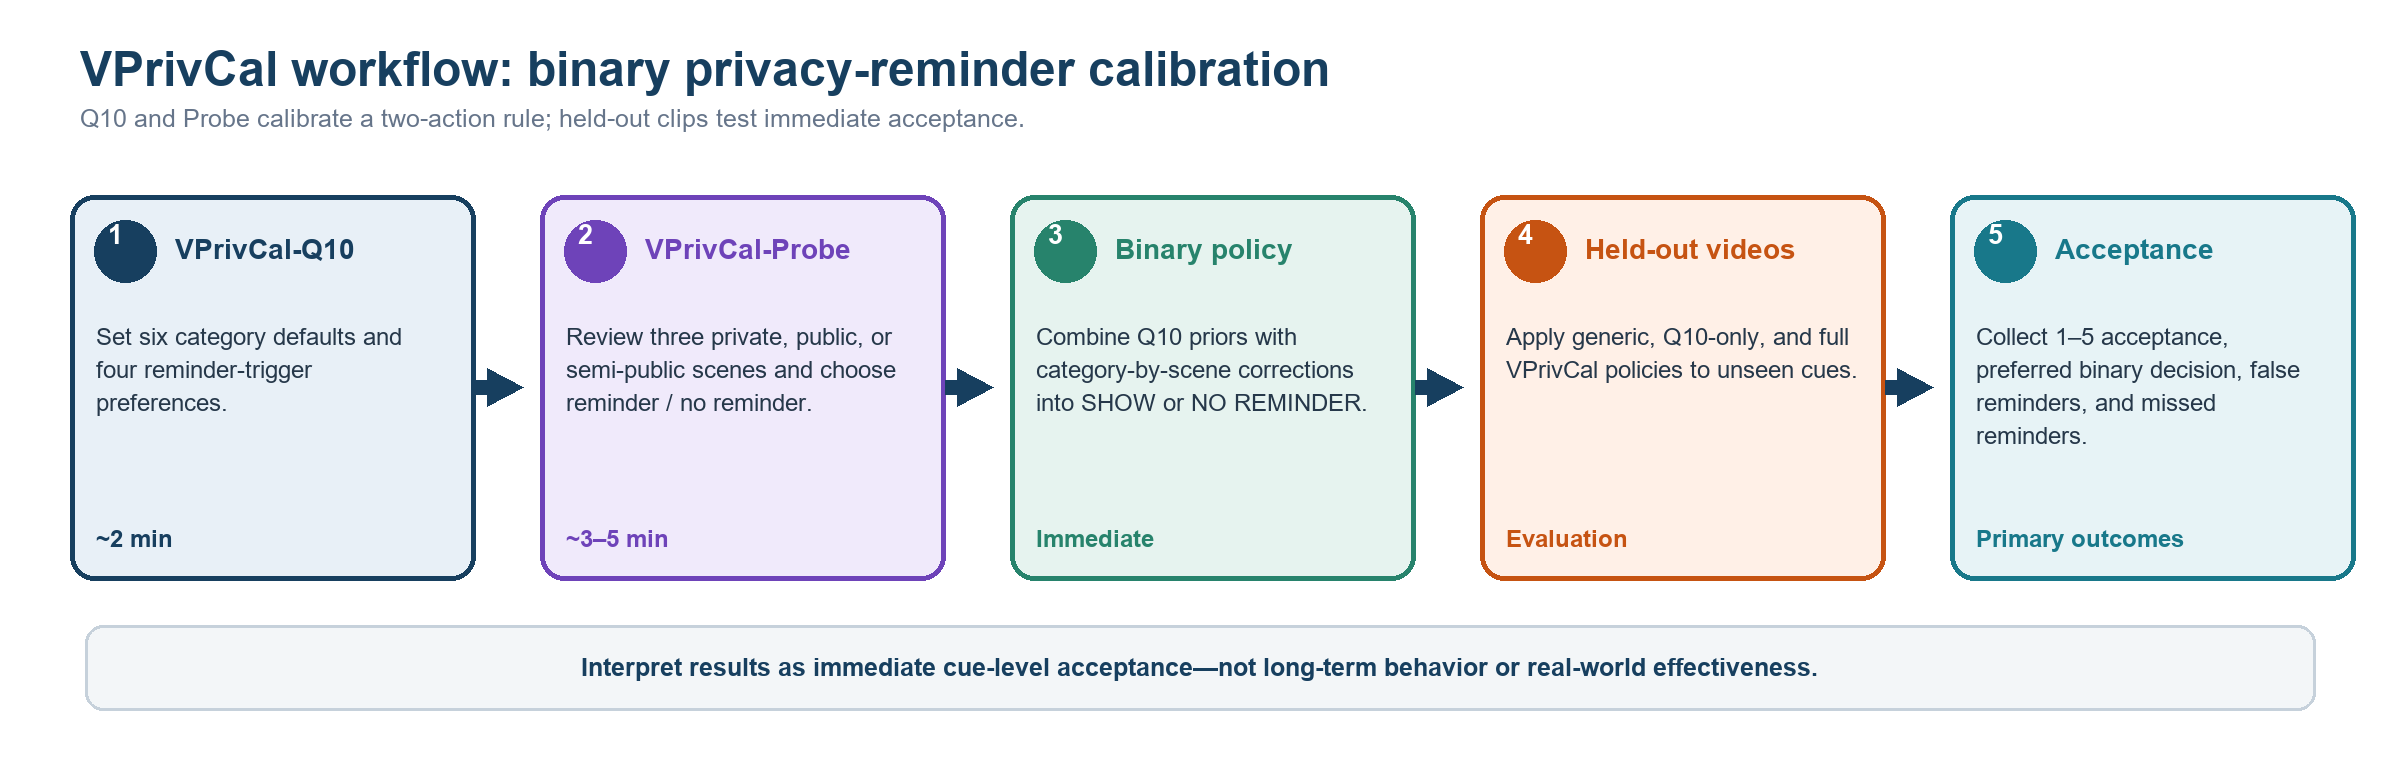 VPrivCal workflow: binary privacy-reminder calibration
Q10 and Probe calibrate a two-action rule; held-out clips test immediate acceptance.
1
VPrivCal-Q10
Set six category defaults and
four reminder-trigger
preferences.
~2 min
2
VPrivCal-Probe
Review three private, public, or
semi-public scenes and choose
reminder / no reminder.
~3–5 min
3
Binary policy
Combine Q10 priors with
category-by-scene corrections
into SHOW or NO REMINDER.
Immediate
4
Held-out videos
Apply generic, Q10-only, and full
VPrivCal policies to unseen cues.
Evaluation
5
Acceptance
Collect 1–5 acceptance,
preferred binary decision, false
reminders, and missed
reminders.
Primary outcomes
Interpret results as immediate cue-level acceptance—not long-term behavior or real-world effectiveness.